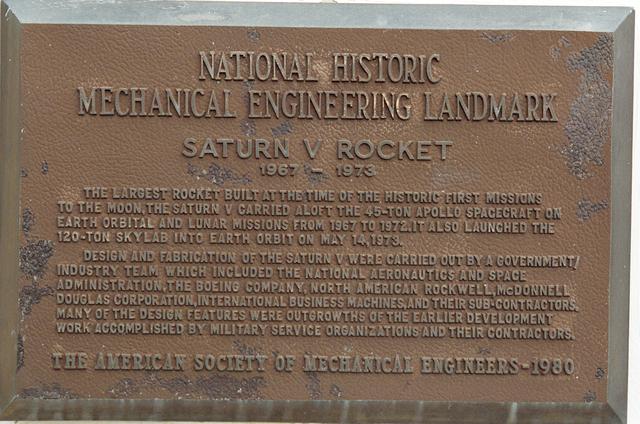 NATIONAL HISTORIC
MECHANICAL ENGINEERING LANDMARK
SATURN V ROCKET
1967 - 1973
THE LARGEST ROCKET BUILT AT THE TIME OF THE HISTORIC FIRST MISSIONS
TO THE MOON, THE SATURN V CARRIED ALOFT THE 45-TON APOLLO SPACECRAFT ON
EARTH ORBITAL AND LUNAR MISSIONS FROM 1967 TO 1972. IT ALSO LAUNCHED THE
120-TON SKYLAB INTO EARTH ORBIT ON MAY 14, 1973.
DESIGN AND FABRICATION OF THE SATURN V WERE CARRIED OUT BY A GOVERNMENT/
INDUSTRY TEAM WHICH INCLUDED THE NATIONAL AERONAUTICS AND SPACE
ADMINISTRATION, THE BOEING COMPANY, NORTH AMERICAN ROCKWELL, McDONNELL
DOUGLAS CORPORATION, INTERNATIONAL BUSINESS MACHINES, AND THEIR SUB-CONTRACTORS.
MANY OF THE DESIGN FEATURES WERE OUTGROWTHS OF THE EARLIER DEVELOPMENT
WORK ACCOMPLISHED BY MILITARY SERVICE ORGANIZATIONS AND THEIR CONTRACTORS.
THE AMERICAN SOCIETY OF MECHANICAL ENGINEERS-1980